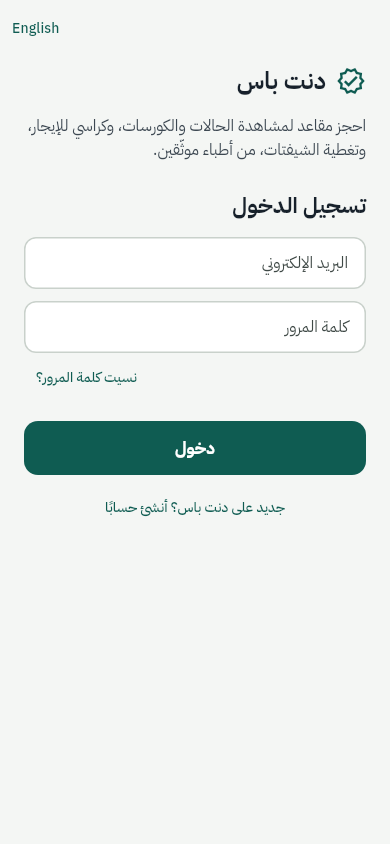 English
دنت باس
احجز مقاعد لمشاهدة الحالات والكورسات، وكراسي للإيجار،
وتغطية الشيفتات، من أطباء موثّقين.
تسجيل الدخول
البريد الإلكتروني
كلمة المرور
نسيت كلمة المرور؟
دخول
جديد على دنت باس؟ أنشئ حسابًا